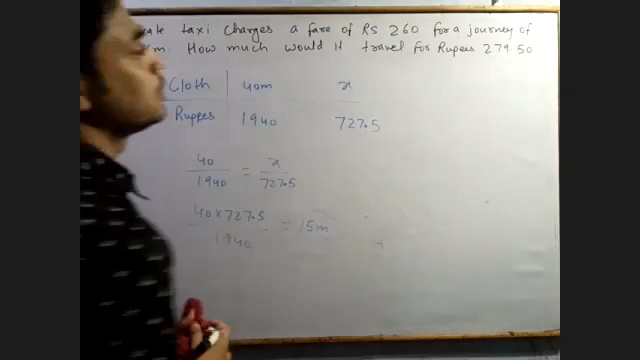 taxi charges a fare of RS 260 for a journey of
How much would it travel for Rupees 279.50
Cloth 40m x
Rupees 1940 727.5
40 / 1940 = x / 727.5
40 x 727.5 / 1940 = 15m